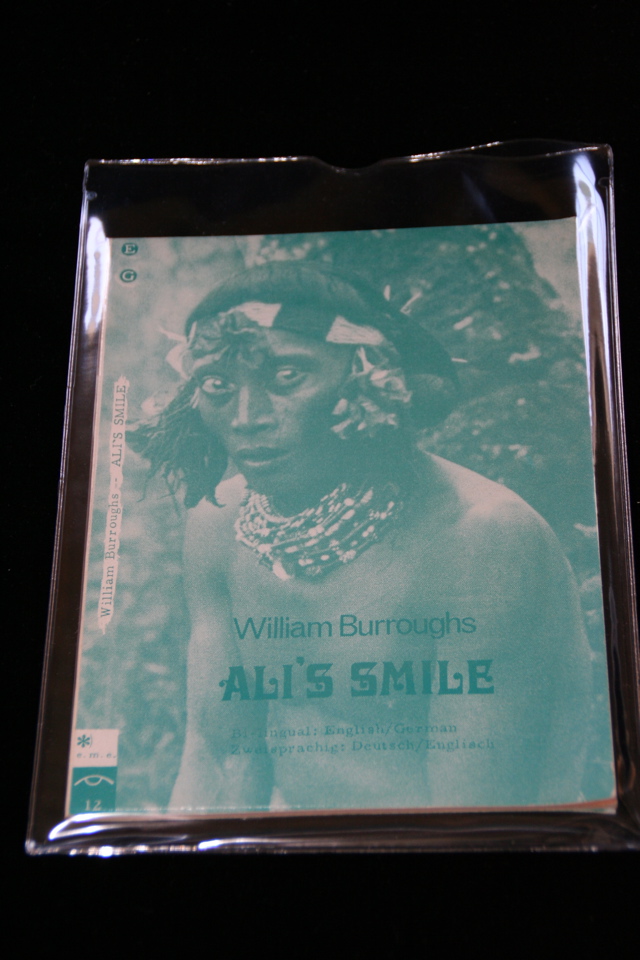 E
G
William Burroughs -- ALI'S SMILE
William Burroughs
ALI'S SMILE
Bi-lingual: English/German
Zweisprachig: Deutsch/Englisch
*
e.m.e.
12